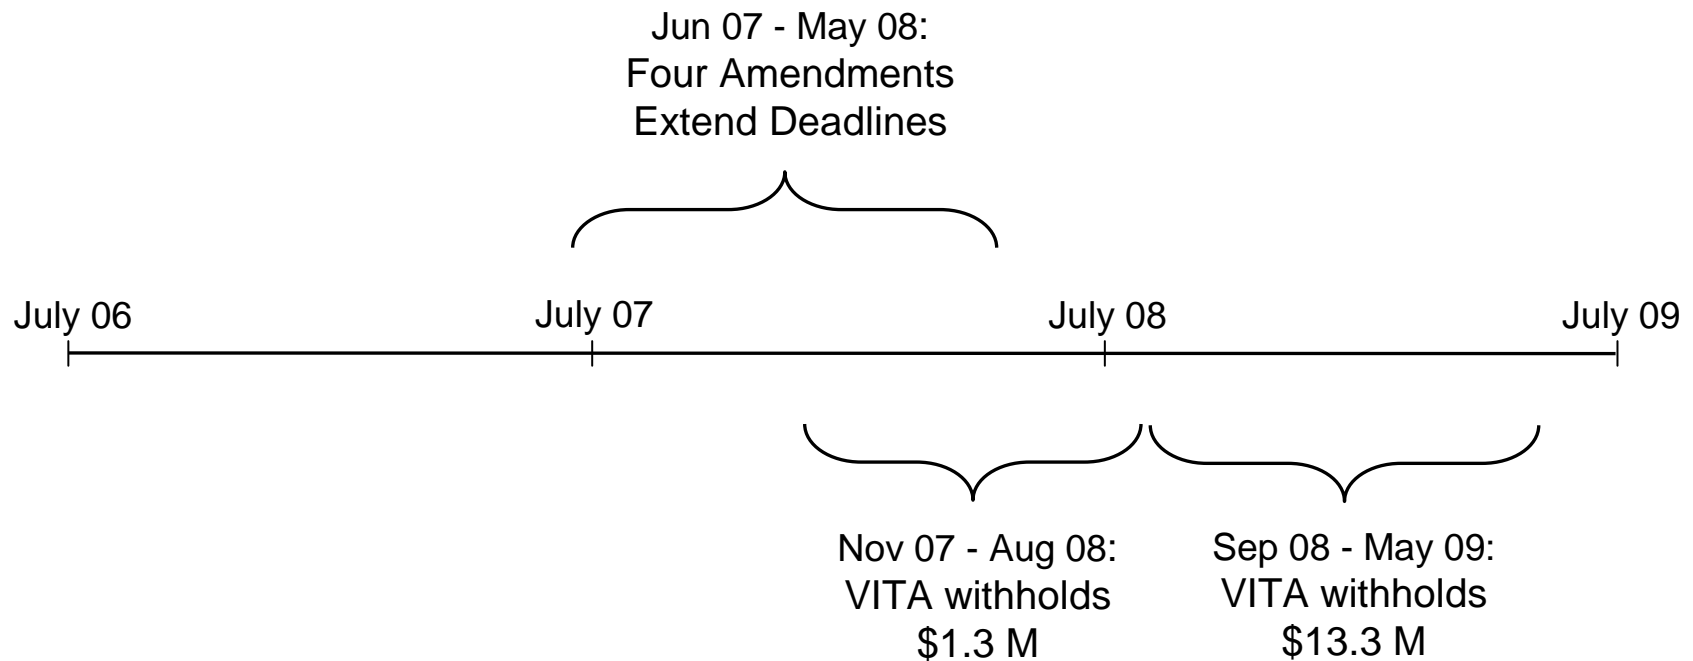 Jun 07 - May 08:
Four Amendments
Extend Deadlines
July 06
July 07
July 08
July 09
Nov 07 - Aug 08:
VITA withholds
$1.3 M
Sep 08 - May 09:
VITA withholds
$13.3 M